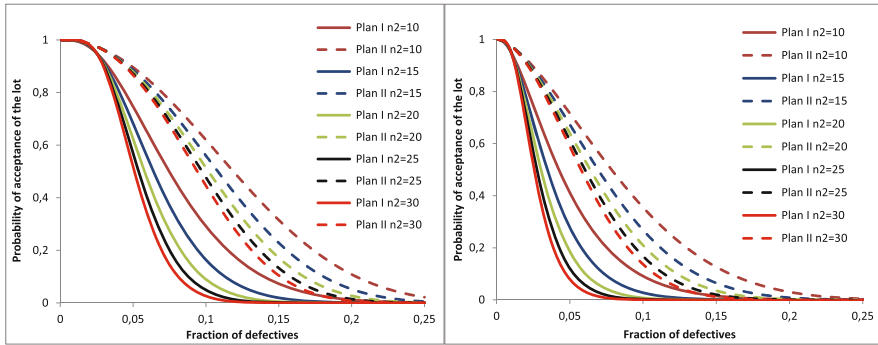 Probability of acceptance of the lot
1
0,8
0,6
0,4
0,2
0
0
0,05
0,1
0,15
0,2
0,25
Fraction of defectives
Plan I n2=10
Plan II n2=10
Plan I n2=15
Plan II n2=15
Plan I n2=20
Plan II n2=20
Plan I n2=25
Plan II n2=25
Plan I n2=30
Plan II n2=30
Probability of acceptance of the lot
1
0,8
0,6
0,4
0,2
0
0
0,05
0,1
0,15
0,2
0,25
Fraction of defectives
Plan I n2=10
Plan II n2=10
Plan I n2=15
Plan II n2=15
Plan I n2=20
Plan II n2=20
Plan I n2=25
Plan II n2=25
Plan I n2=30
Plan II n2=30